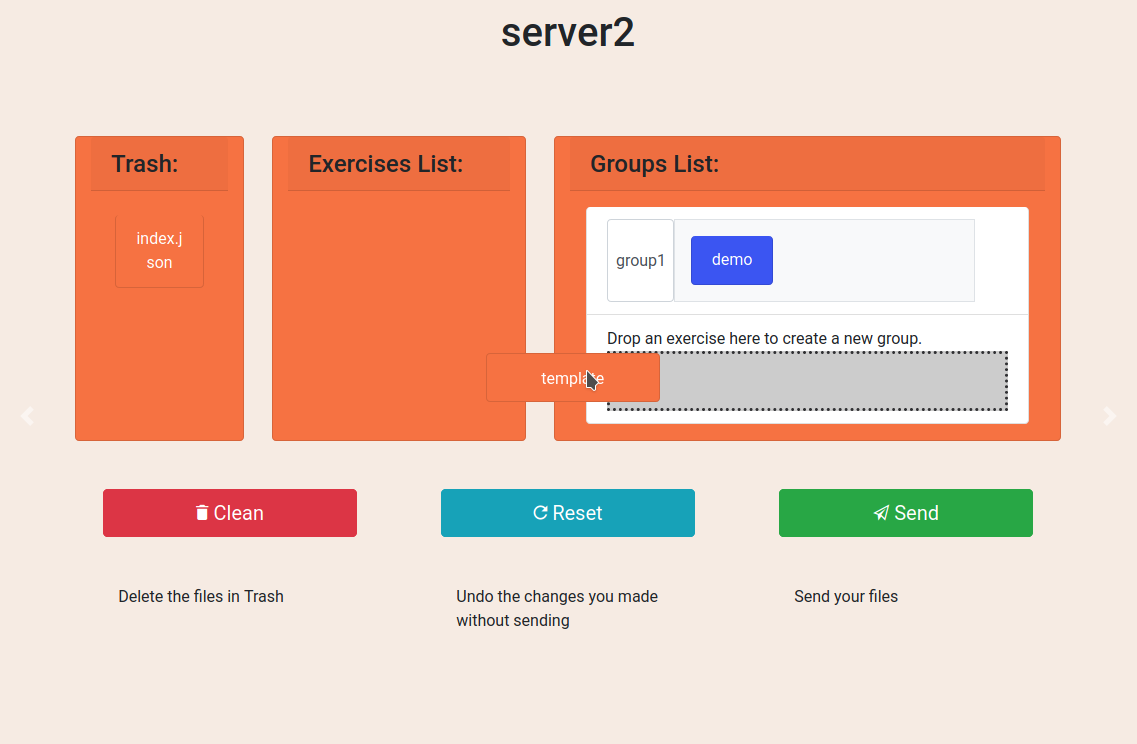 server2
Trash:
index.j
son
Exercises List:
Groups List:
group1
demo
Drop an exercise here to create a new group.
template
Clean
Reset
Send
Delete the files in Trash
Undo the changes you made
without sending
Send your files